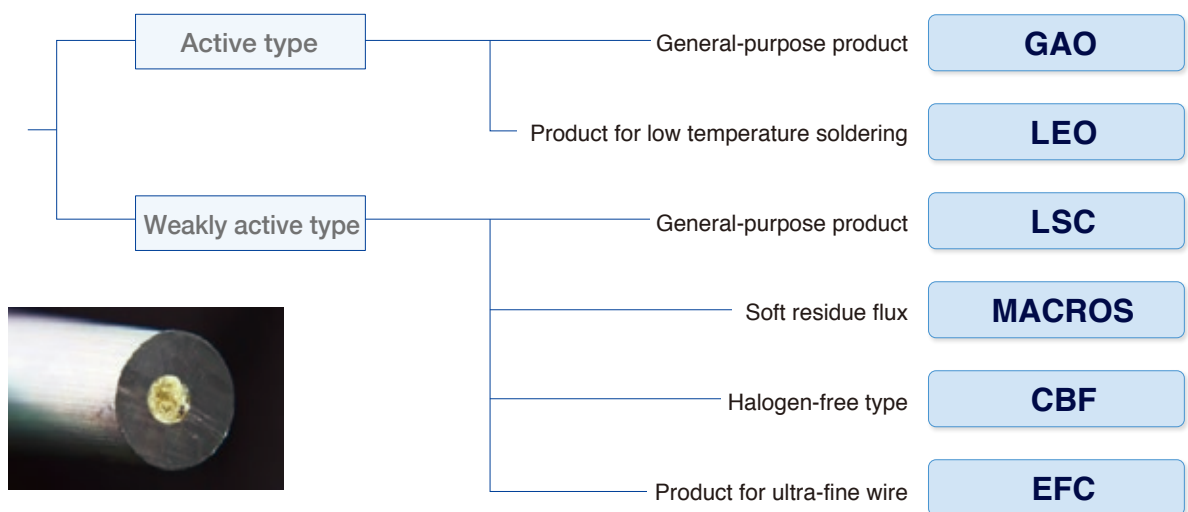 Active type
General-purpose product
GAO
Product for low temperature soldering
LEO
Weakly active type
General-purpose product
LSC
Soft residue flux
MACROS
Halogen-free type
CBF
Product for ultra-fine wire
EFC